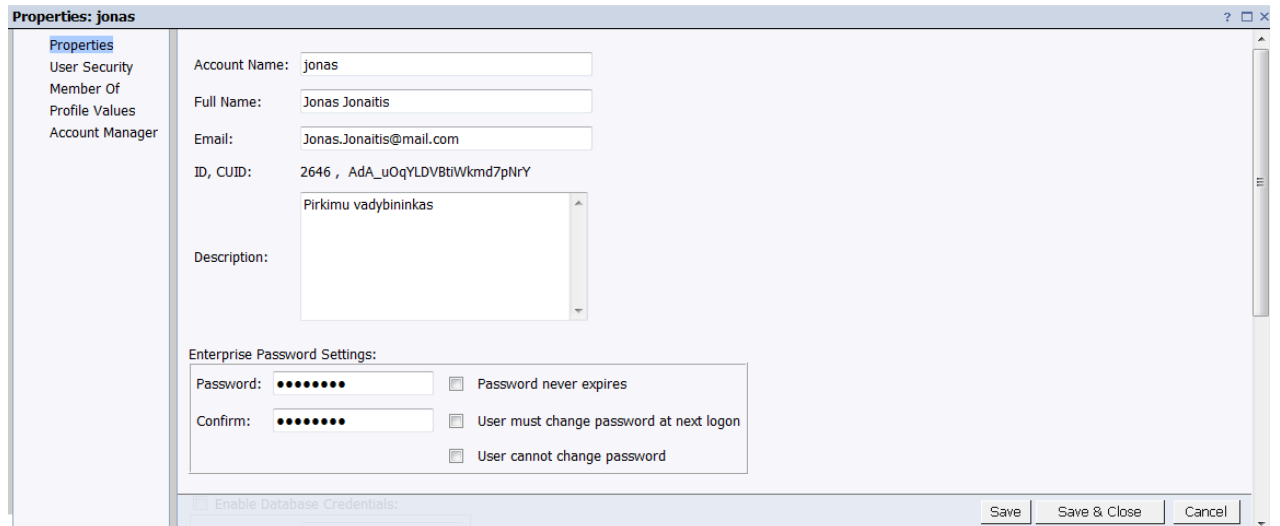 Properties: jonas
Properties
User Security
Member Of
Profile Values
Account Manager
Account Name: jonas
Full Name: Jonas Jonaitis
Email: Jonas.Jonaitis@mail.com
ID, CUID: 2646 , AdA_uOqYLDVBtiWkmd7pNrY
Description: Pirkimu vadybininkas
Enterprise Password Settings:
Password: •••••••• Password never expires
Confirm: •••••••• User must change password at next logon
User cannot change password
Enable Database Credentials:
Save Save & Close Cancel